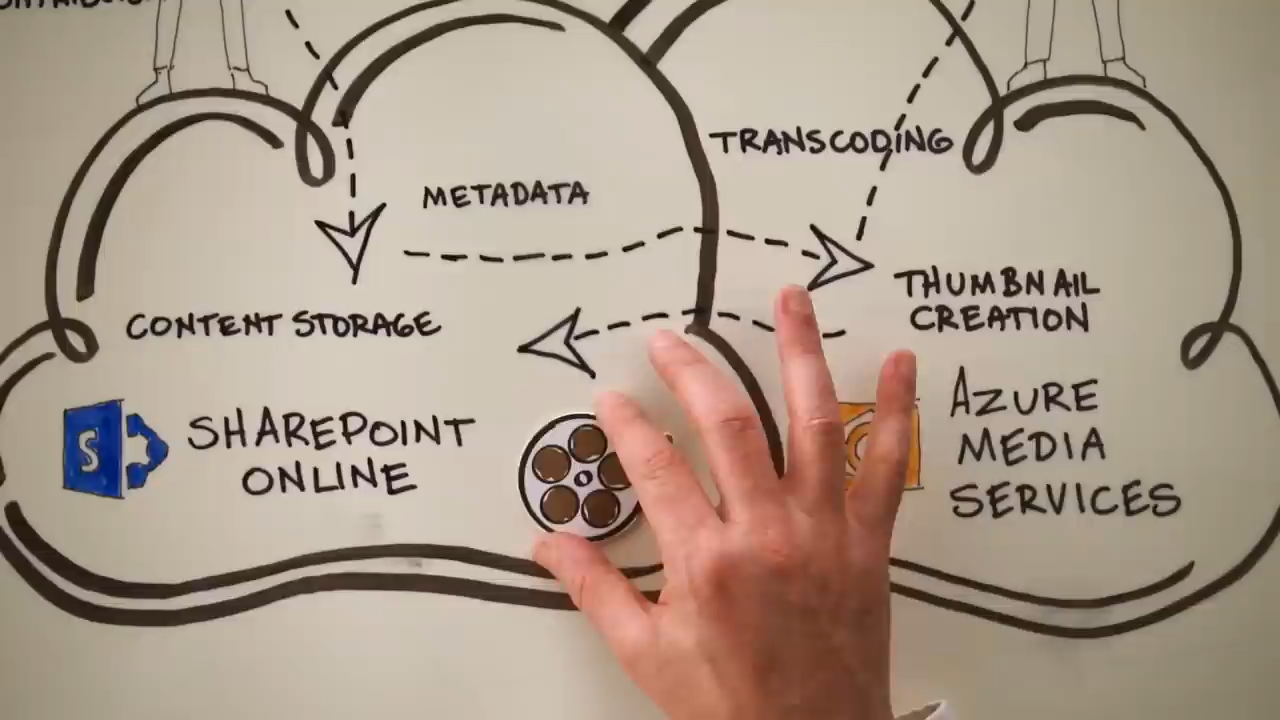 TRANSCODING
METADATA
THUMBNAIL
CREATION
CONTENT STORAGE
S
SHAREPOINT
ONLINE
AZURE
MEDIA
SERVICES